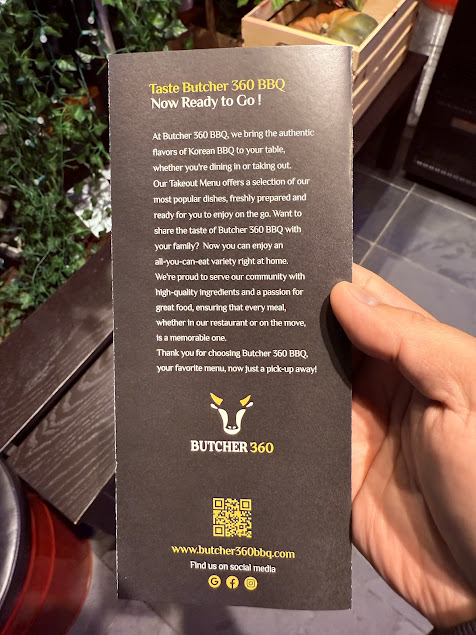 Taste Butcher 360 BBQ
Now Ready to Go !
At Butcher 360 BBQ, we bring the authentic
flavors of Korean BBQ to your table,
whether you're dining in or taking out.
Our Takeout Menu offers a selection of our
most popular dishes, freshly prepared and
ready for you to enjoy on the go. Want to
share the taste of Butcher 360 BBQ with
your family? Now you can enjoy an
all-you-can-eat variety right at home.
We're proud to serve our community with
high-quality ingredients and a passion for
great food, ensuring that every meal,
whether in our restaurant or on the move,
is a memorable one.
Thank you for choosing Butcher 360 BBQ,
your favorite menu, now just a pick-up away!
BUTCHER 360
www.butcher360bbq.com
Find us on social media